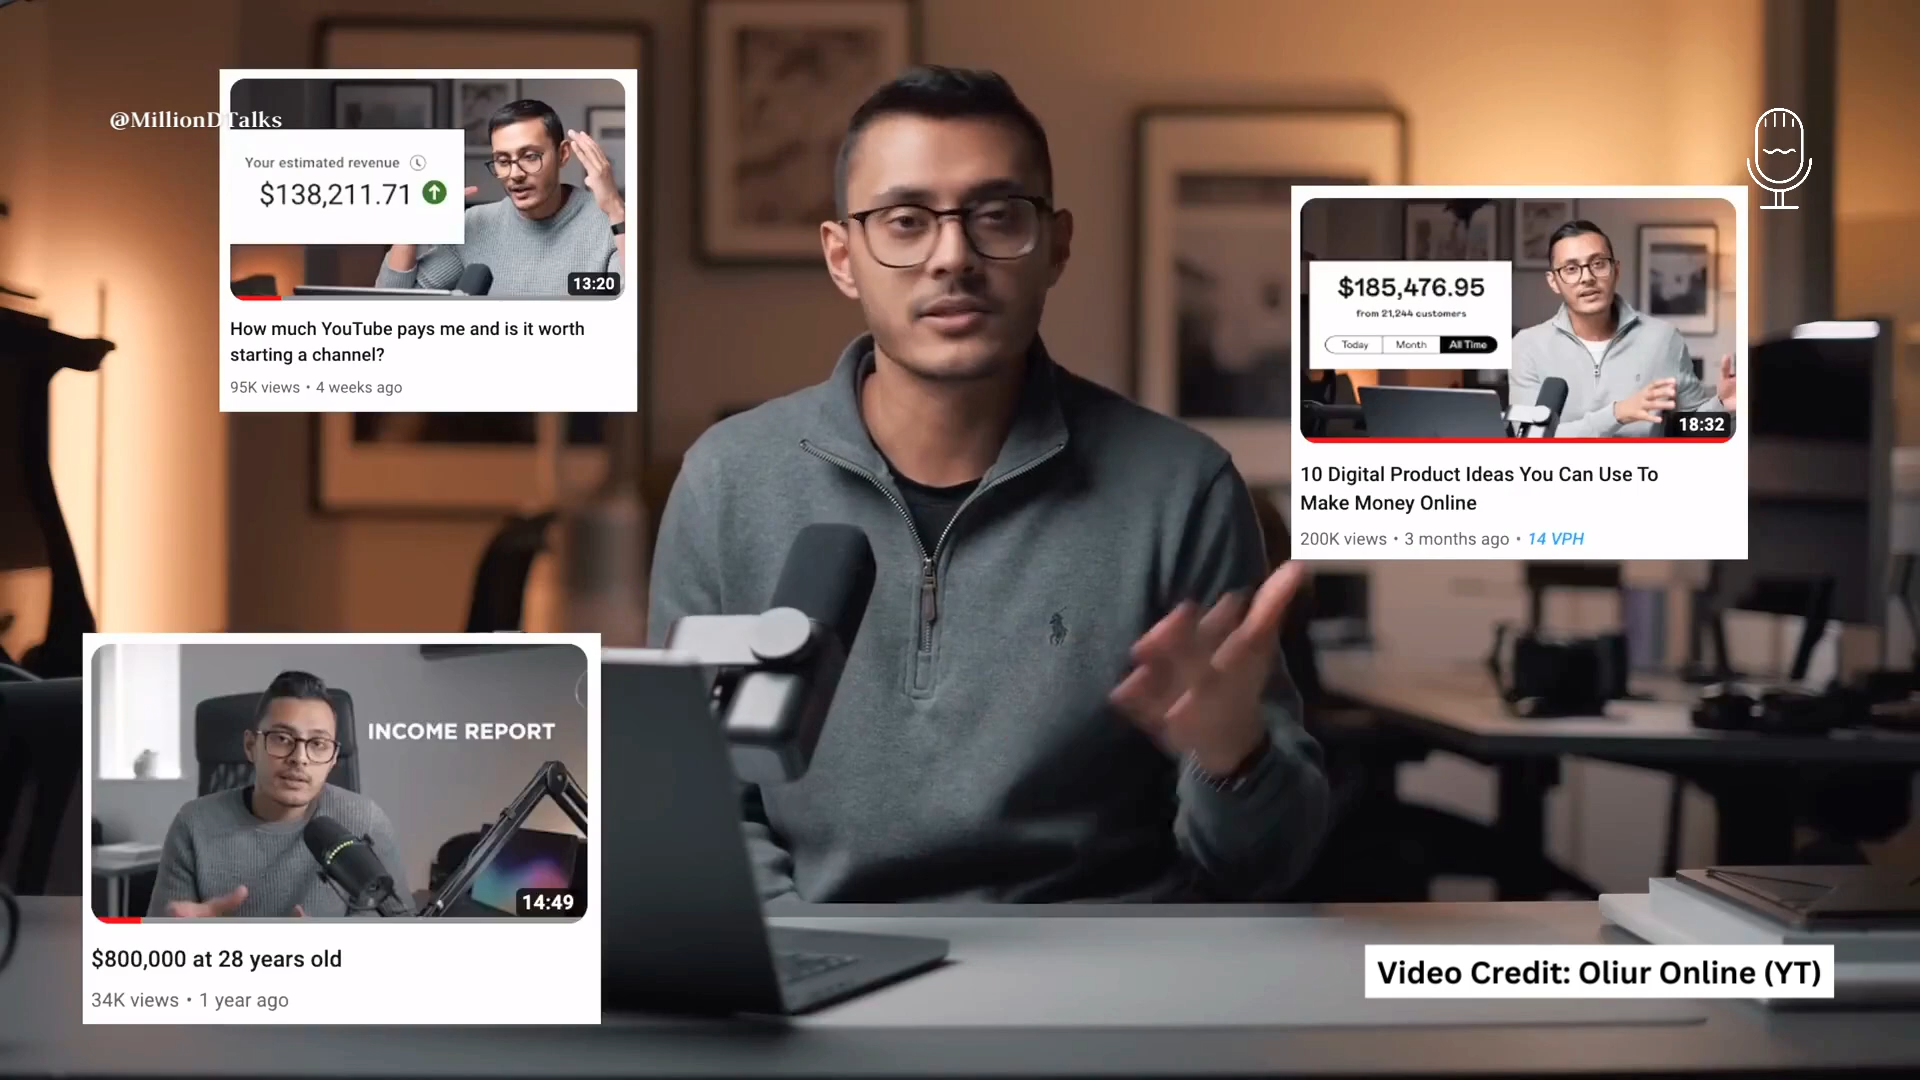 @MillionDTalks
Your estimated revenue
$138,211.71
13:20
How much YouTube pays me and is it worth
starting a channel?
95K views • 4 weeks ago
$185,476.95
from 21,244 customers
Today Month All Time
18:32
10 Digital Product Ideas You Can Use To
Make Money Online
200K views • 3 months ago • 14 VPH
INCOME REPORT
14:49
$800,000 at 28 years old
34K views • 1 year ago
Video Credit: Oliur Online (YT)